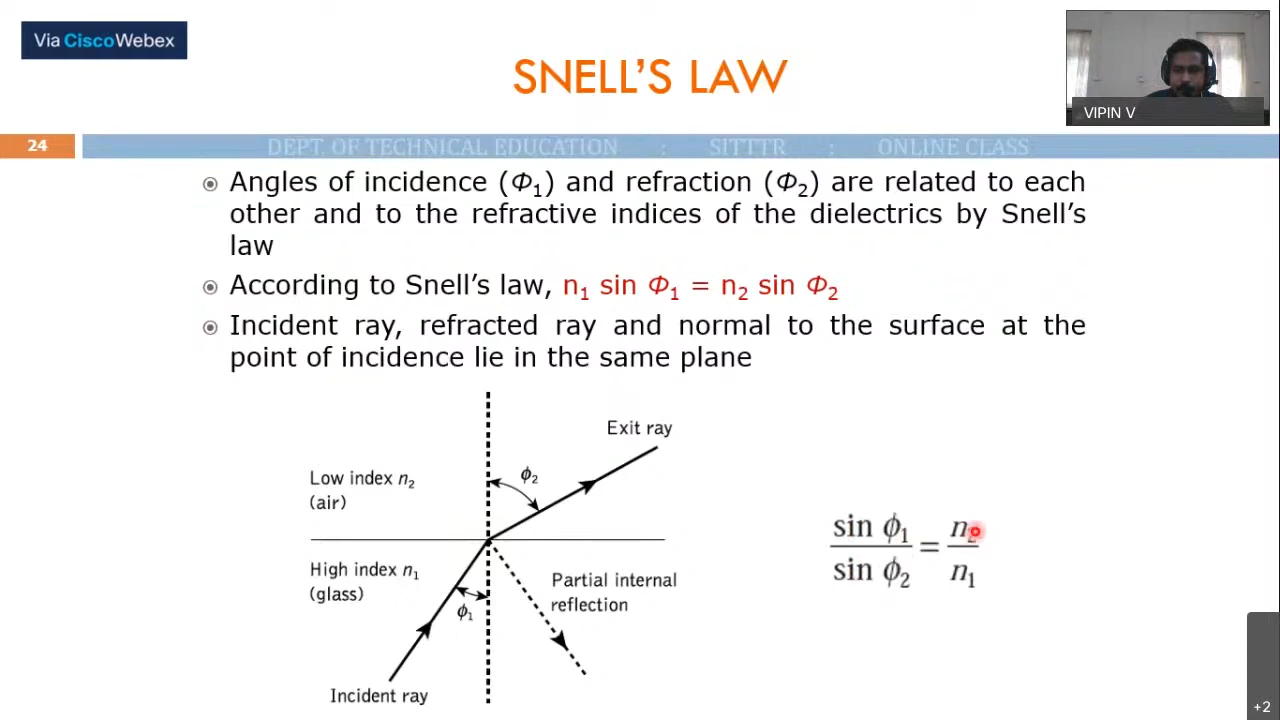 Via Cisco Webex
SNELL'S LAW
VIPIN V
24
DEPT. OF TECHNICAL EDUCATION : SITTTR : ONLINE CLASS
Angles of incidence (Φ1) and refraction (Φ2) are related to each
other and to the refractive indices of the dielectrics by Snell's
law
According to Snell's law, n1 sin Φ1 = n2 sin Φ2
Incident ray, refracted ray and normal to the surface at the
point of incidence lie in the same plane
Exit ray
Low index n2
(air)
ϕ2
High index n1
(glass)
ϕ1
Partial internal
reflection
Incident ray
sin ϕ1 / sin ϕ2 = n2 / n1
+2